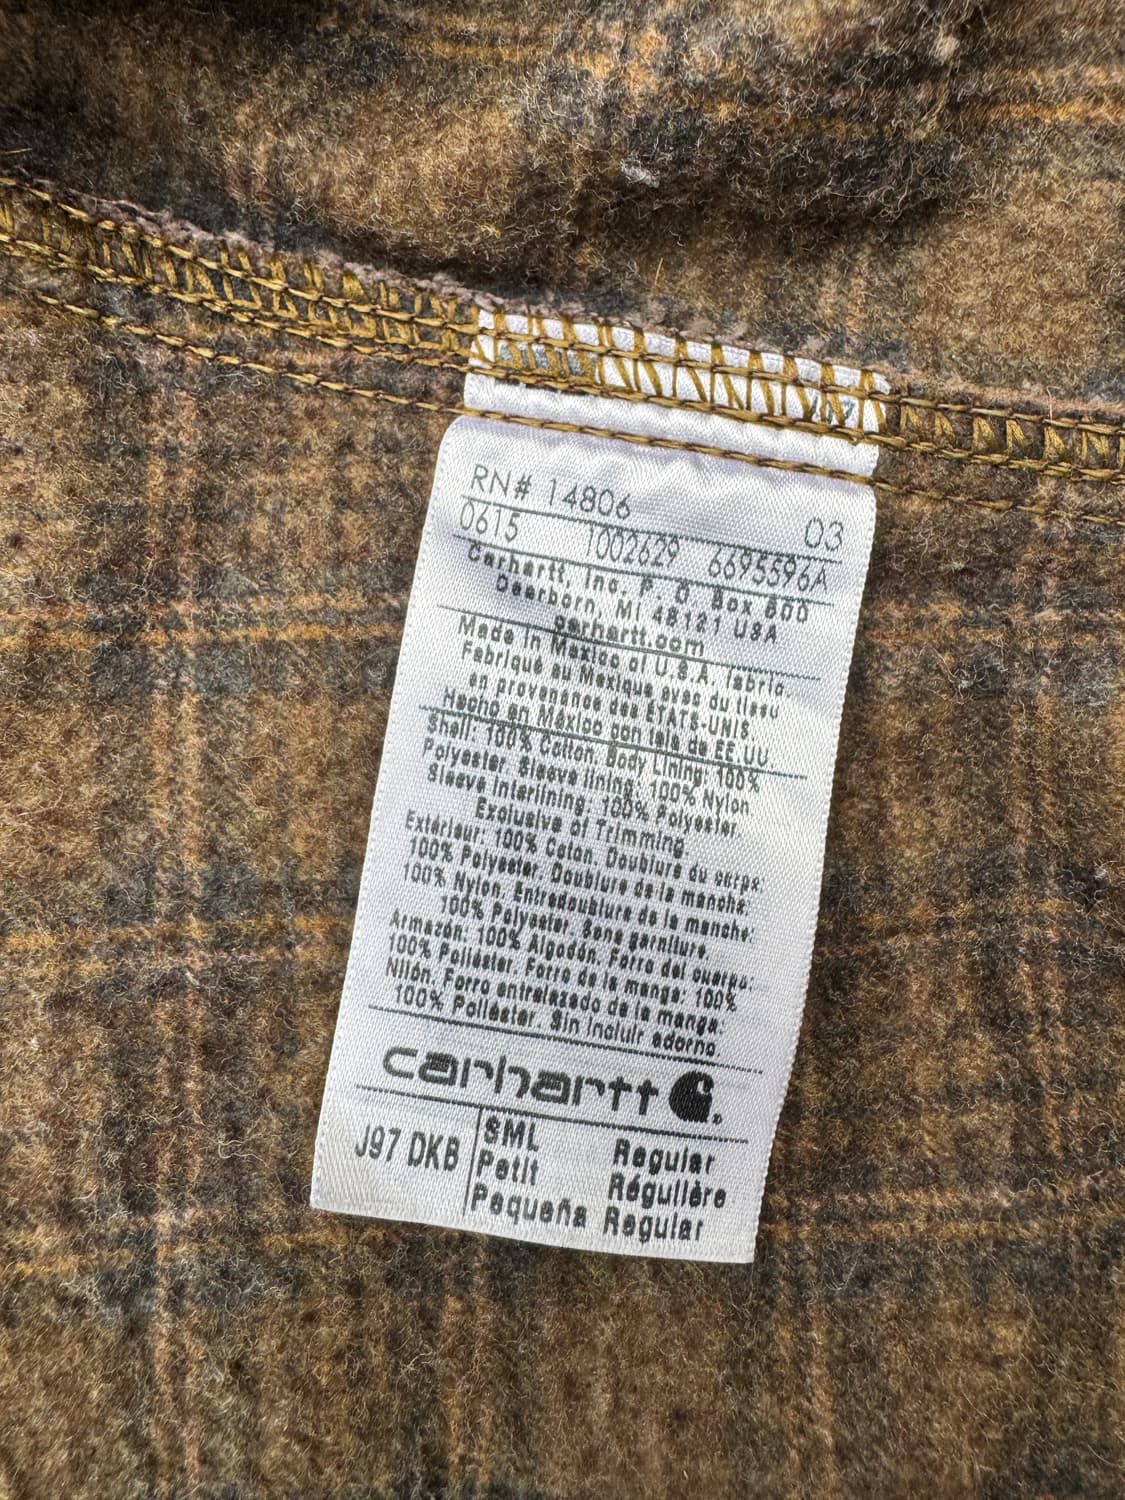 RN# 14806 03
0615 1002629 6695596A
Carhartt, Inc. P. O. Box 600
Dearborn, MI 48121 USA
carhartt.com
Made in Mexico of U.S.A. fabric.
Fabriqué au Mexique avec du tissu
en provenance des ÉTATS-UNIS.
Hecho en México con tela de EE.UU.
Shell: 100% Cotton. Body Lining: 100%
Polyester. Sleeve lining: 100% Nylon
Sleeve Interlining: 100% Polyester.
Exclusive of Trimming
Extérieur: 100% Coton. Doublure du corps:
100% Polyester. Doublure de la manche:
100% Nylon. Entredoublure de la manche:
100% Polyester. Sans garniture.
Armazón: 100% Algodón. Forro del cuerpo:
100% Poliéster. Forro de la manga: 100%
Nilón. Forro entrelazado de la manga:
100% Poliéster. Sin incluir adorno.
carhartt
J97 DKB SML Regular
Petit Régulière
Pequeña Regular